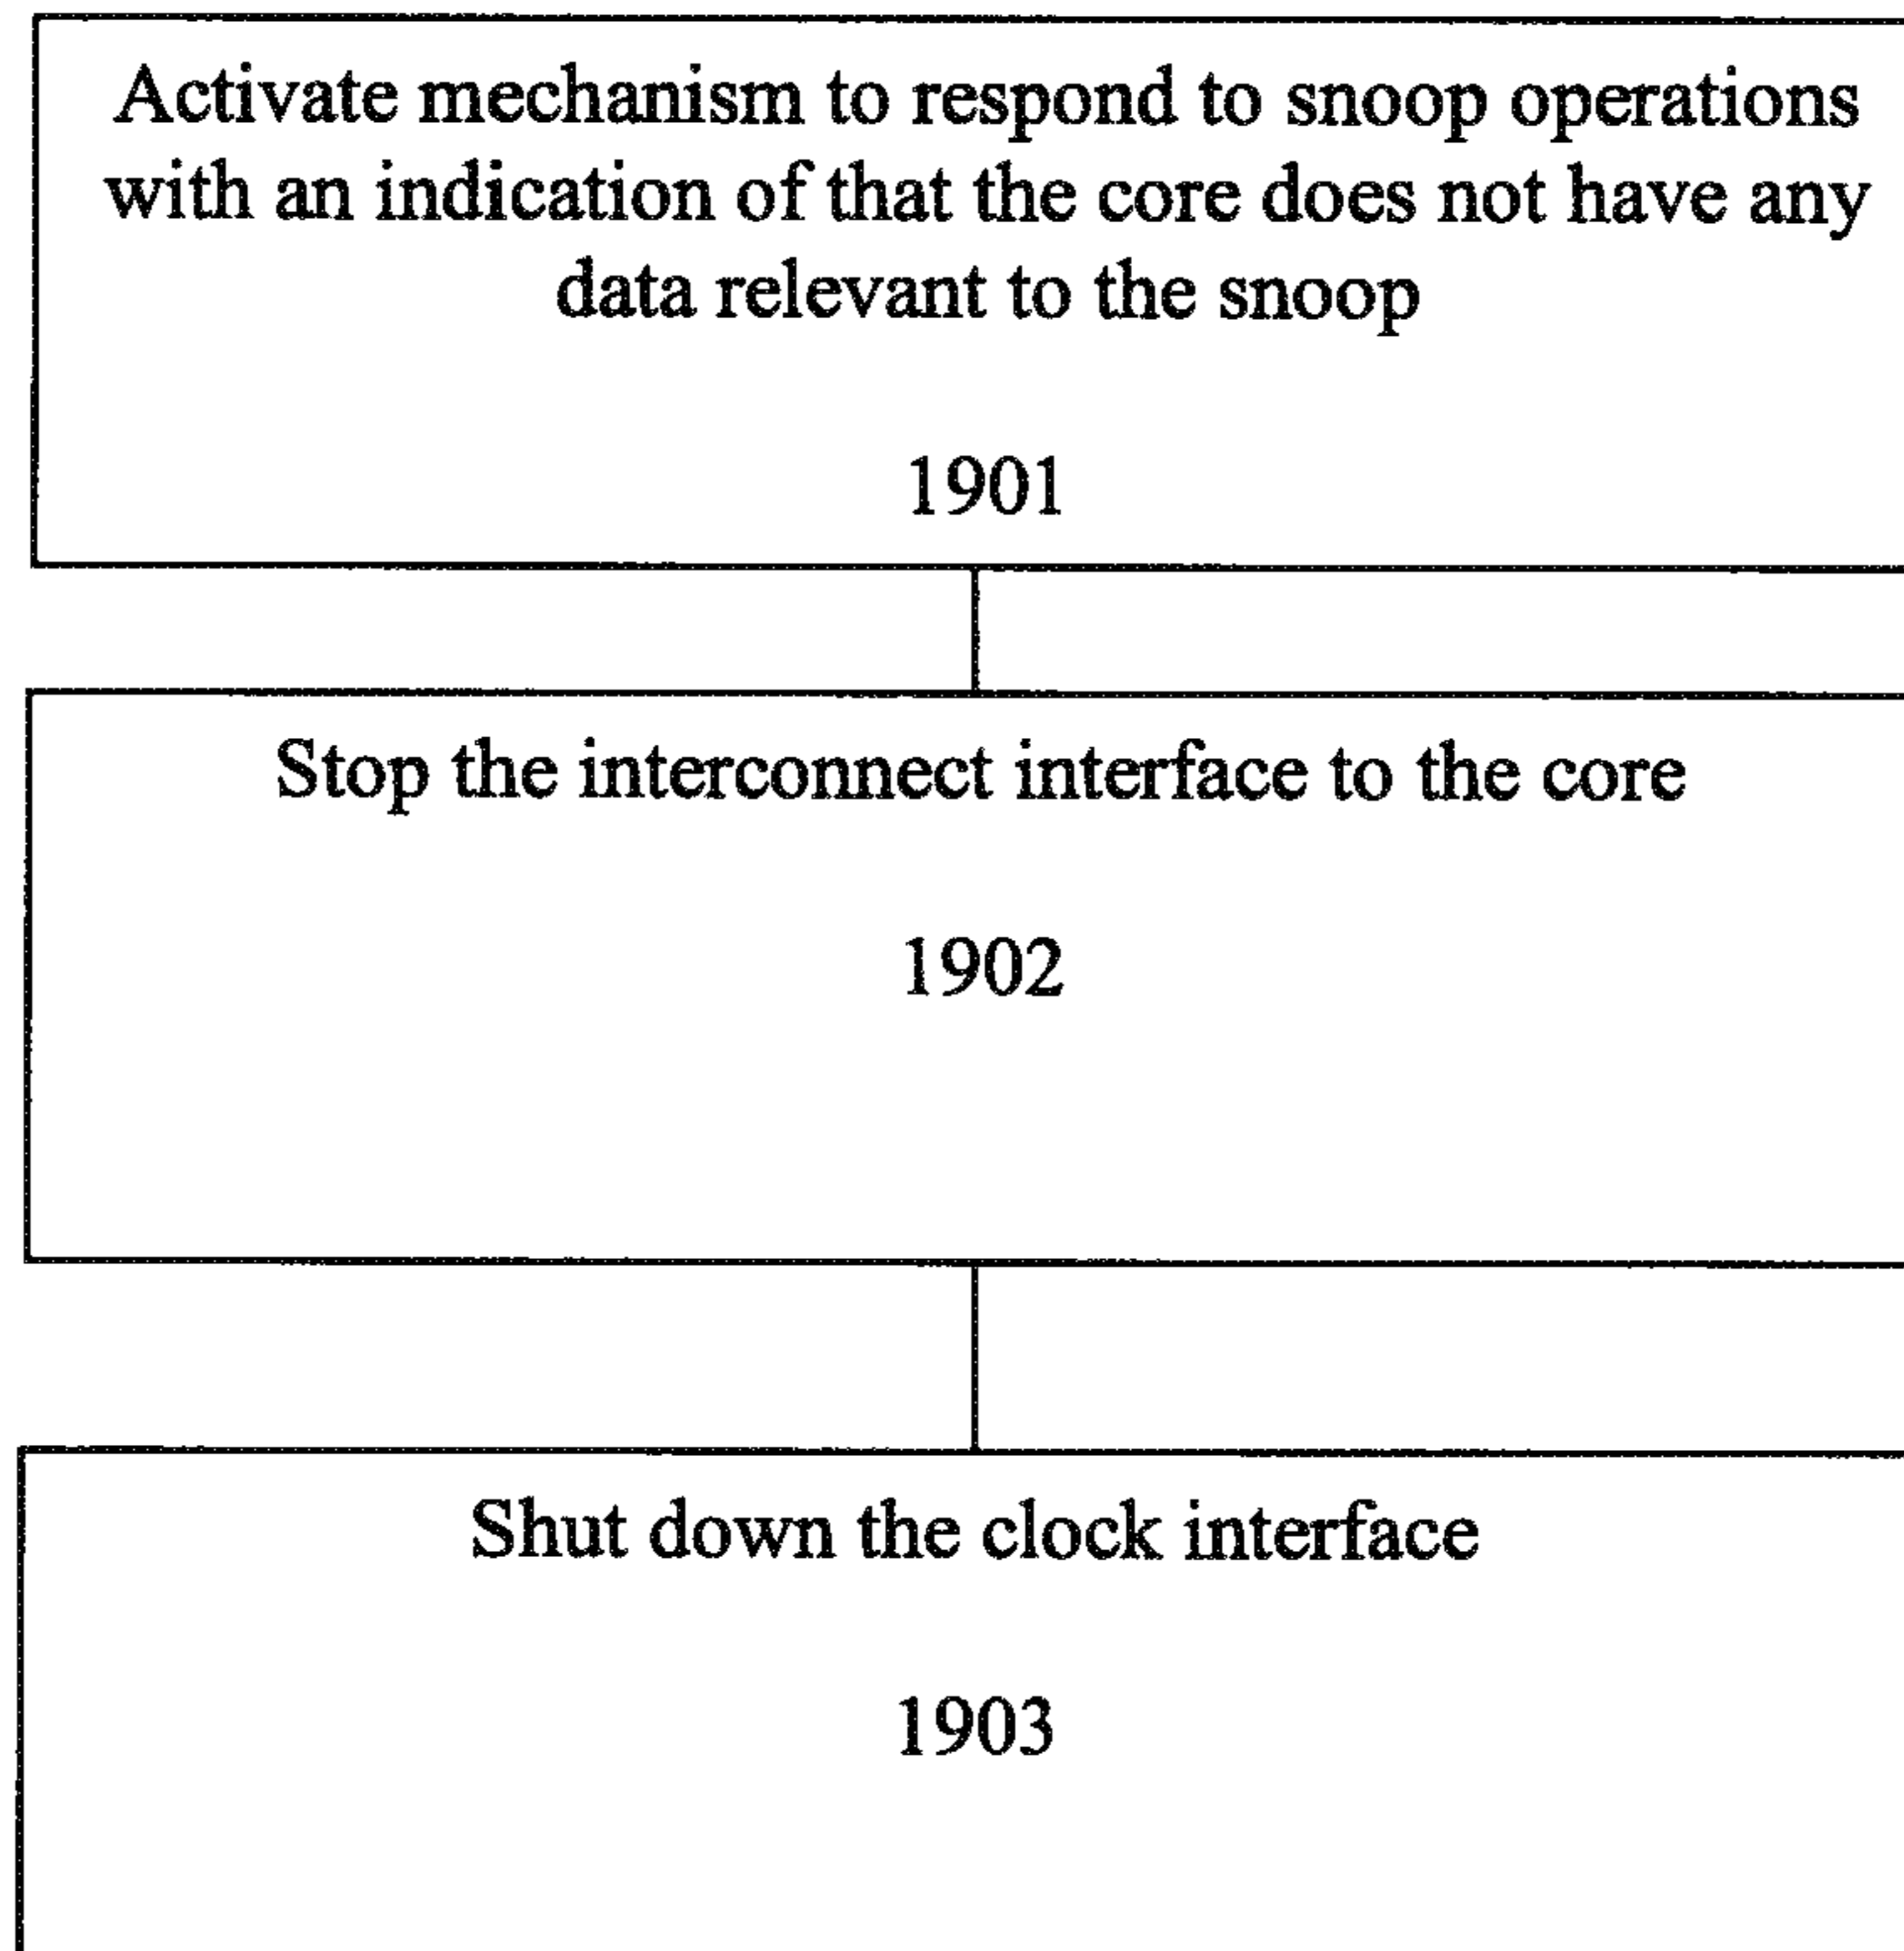 Activate mechanism to respond to snoop operations
with an indication of that the core does not have any
data relevant to the snoop
1901
Stop the interconnect interface to the core
1902
Shut down the clock interface
1903